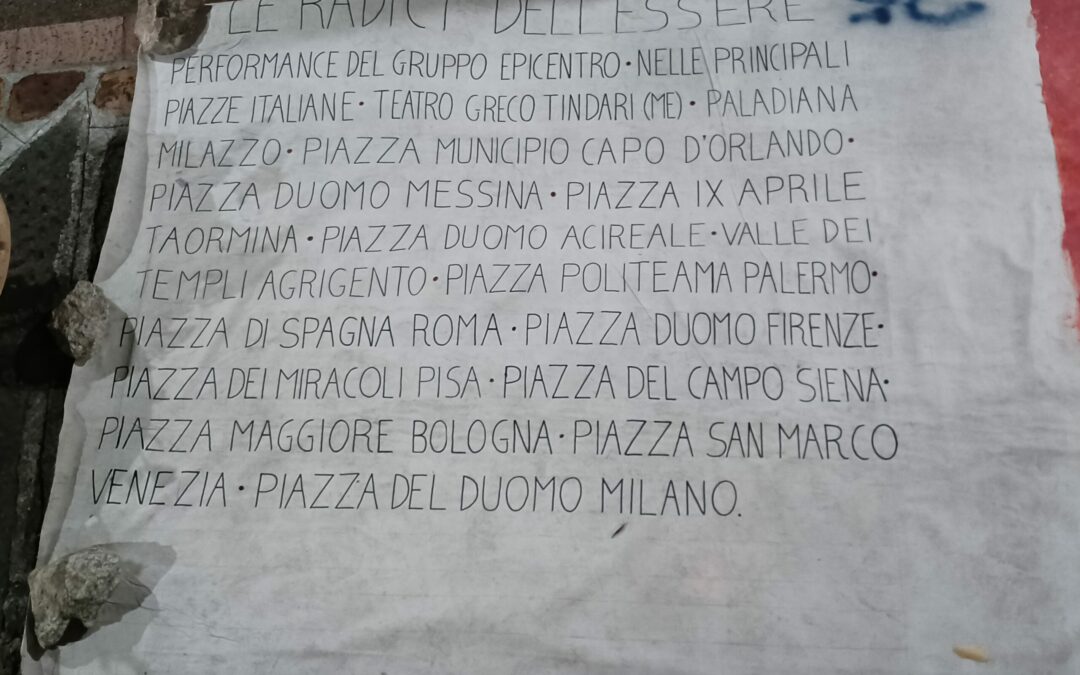 LE RADICI DELL'ESSERE
PERFORMANCE DEL GRUPPO EPICENTRO · NELLE PRINCIPALI
PIAZZE ITALIANE · TEATRO GRECO TINDARI (ME) · PALADIANA
MILAZZO · PIAZZA MUNICIPIO CAPO D'ORLANDO ·
PIAZZA DUOMO MESSINA · PIAZZA IX APRILE
TAORMINA · PIAZZA DUOMO ACIREALE · VALLE DEI
TEMPLI AGRIGENTO · PIAZZA POLITEAMA PALERMO ·
PIAZZA DI SPAGNA ROMA · PIAZZA DUOMO FIRENZE ·
PIAZZA DEI MIRACOLI PISA · PIAZZA DEL CAMPO SIENA ·
PIAZZA MAGGIORE BOLOGNA · PIAZZA SAN MARCO
VENEZIA · PIAZZA DEL DUOMO MILANO.